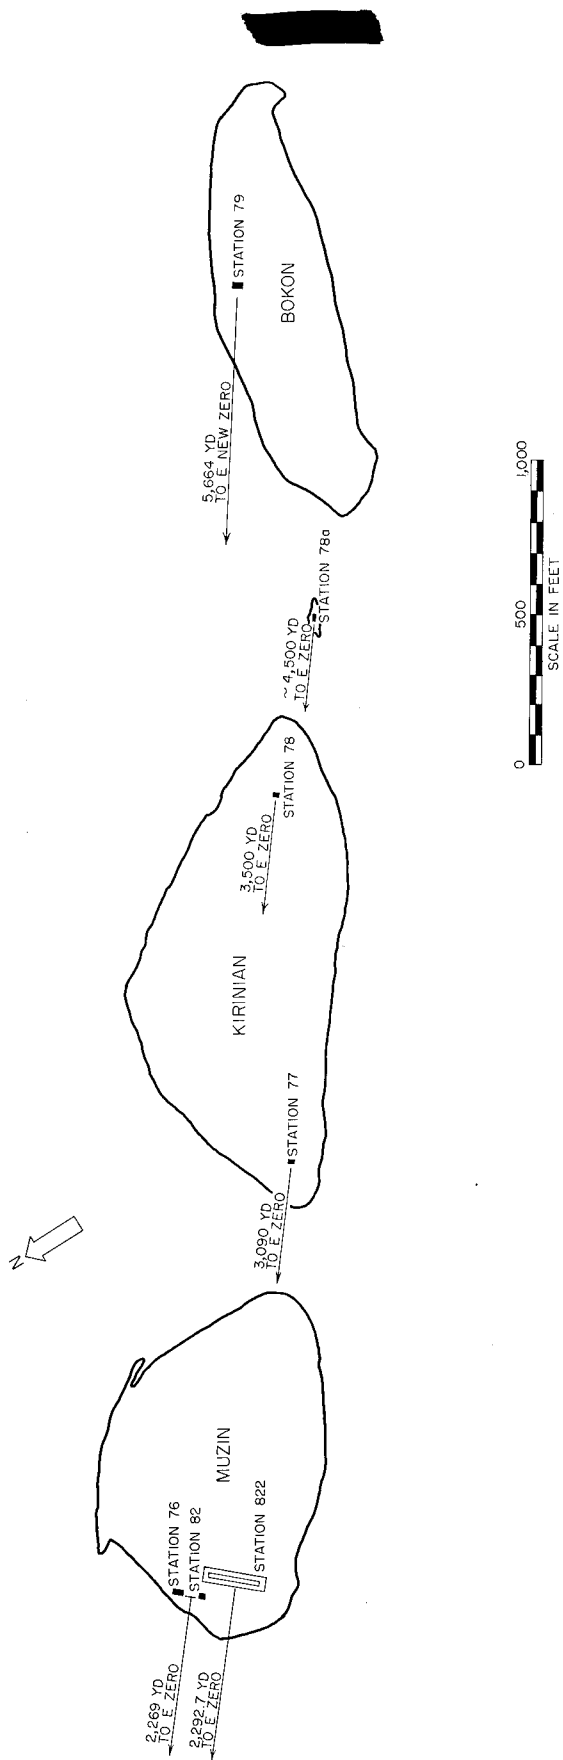 STATION 79
BOKON
5,664 YD
TO E NEW ZERO
STATION 78a
~4,500 YD
TO E ZERO
0
500
1,000
SCALE IN FEET
STATION 78
3,500 YD
TO E ZERO
KIRINIAN
STATION 77
3,090 YD
TO E ZERO
N
MUZIN
STATION 76
STATION 82
STATION 822
2,269 YD
TO E ZERO
2,292.7 YD
TO E ZERO